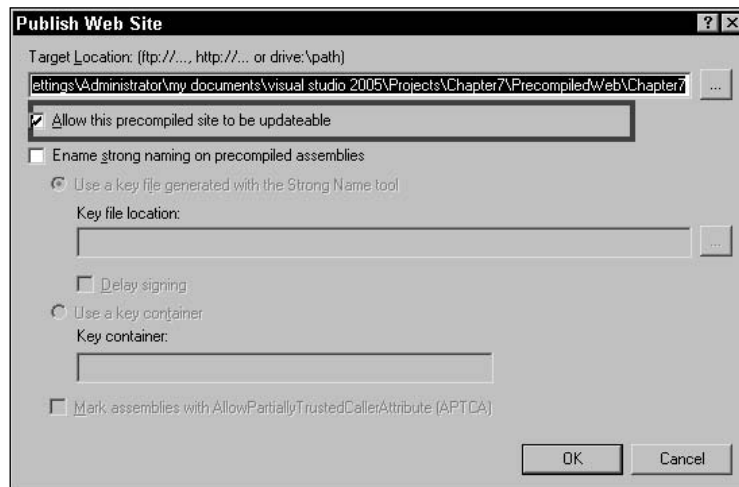 Publish Web Site
Target Location: (ftp://..., http://... or drive:\path)
ettings\Administrator\my documents\visual studio 2005\Projects\Chapter7\PrecompiledWeb\Chapter7
...
Allow this precompiled site to be updateable
Ename strong naming on precompiled assemblies
Use a key file generated with the Strong Name tool
Key file location:
...
Delay signing
Use a key container
Key container:
Mark assemblies with AllowPartiallyTrustedCallerAttribute (APTCA)
OK Cancel